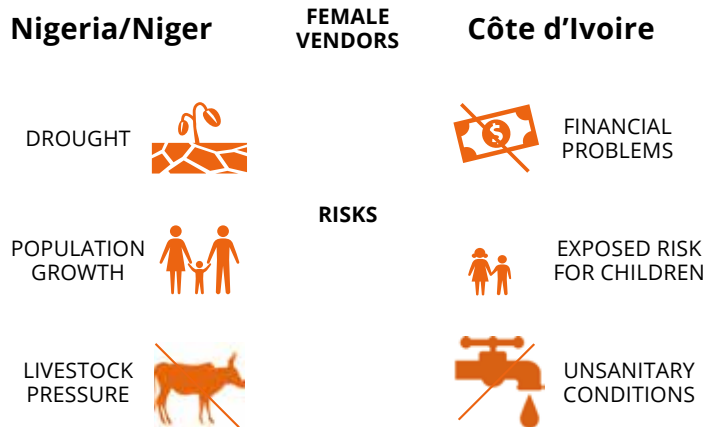 Nigeria/Niger
FEMALE
VENDORS
Côte d’Ivoire
DROUGHT
$
FINANCIAL
PROBLEMS
RISKS
POPULATION
GROWTH
EXPOSED RISK
FOR CHILDREN
LIVESTOCK
PRESSURE
UNSANITARY
CONDITIONS